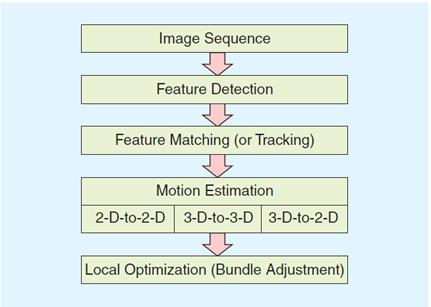 Image Sequence
Feature Detection
Feature Matching (or Tracking)
Motion Estimation
2-D-to-2-D 3-D-to-3-D 3-D-to-2-D
Local Optimization (Bundle Adjustment)